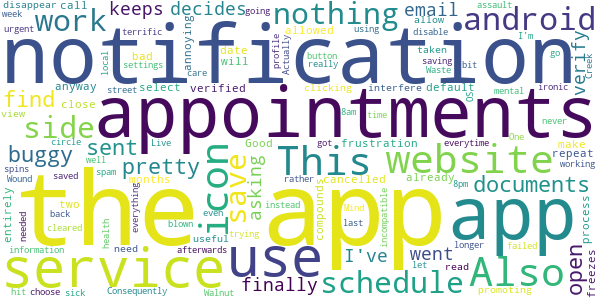 disappear call
keeps decides nothing email android
going assault
week work allow disable
urgent terrific
notification
local annoying settings bad
profile Actually using saving
allowed button really
OS bit Waste
verify go Creek
I'm mental ironic
find anyway close view
date will care verified
street select clicking
interfere default
taken
appointments
side sent documents
buggy pretty
circle Live icon save asking
Good This website
8am time never
got frustration everytime
One make repeat working
spins well months cancelled
Wound spam already
saved two
entirely
the app
app
compounds incompatible
rather instead
Mind last trying
8pm longer read
process
back everything even
needed useful health
cleared blown
information need
afterwards
service use
finally I've went
let failed
open freezes
schedule Also
hit choose sick Consequently
Walnut promoting